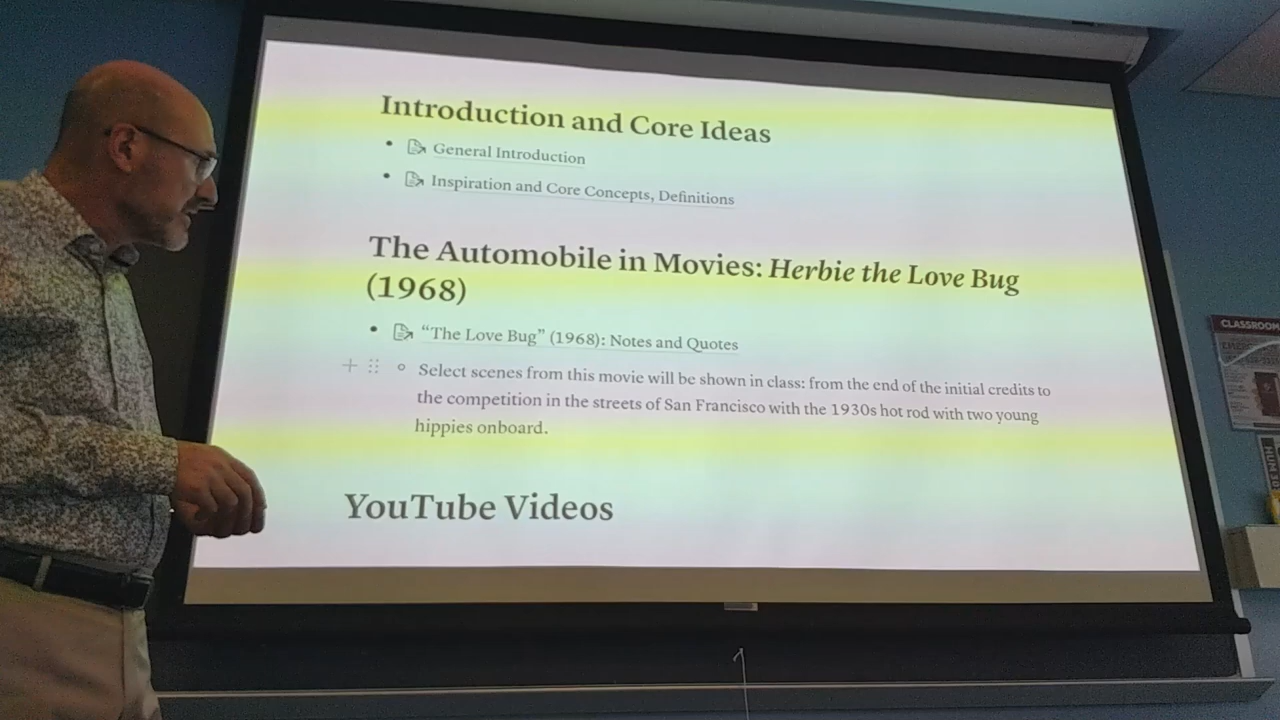 Introduction and Core Ideas
General Introduction
Inspiration and Core Concepts, Definitions
The Automobile in Movies: Herbie the Love Bug
(1968)
“The Love Bug” (1968): Notes and Quotes
Select scenes from this movie will be shown in class: from the end of the initial credits to
the competition in the streets of San Francisco with the 1930s hot rod with two young
hippies onboard.
YouTube Videos
CLASSROOM